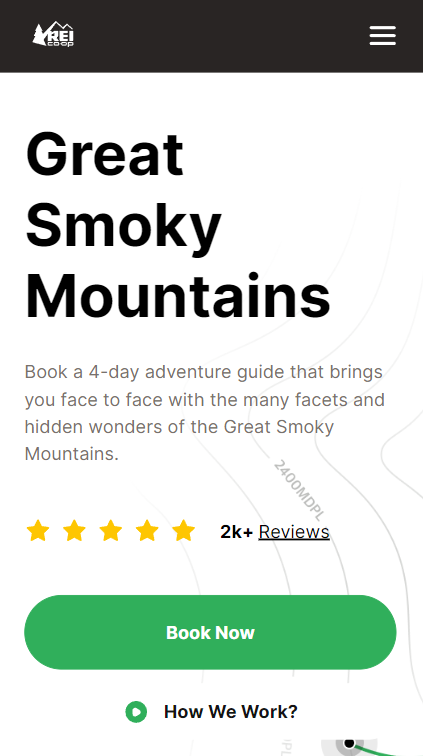 REI
co·op
Great
Smoky
Mountains
Book a 4-day adventure guide that brings
you face to face with the many facets and
hidden wonders of the Great Smoky
Mountains.
2400MDPL
2k+ Reviews
Book Now
How We Work?